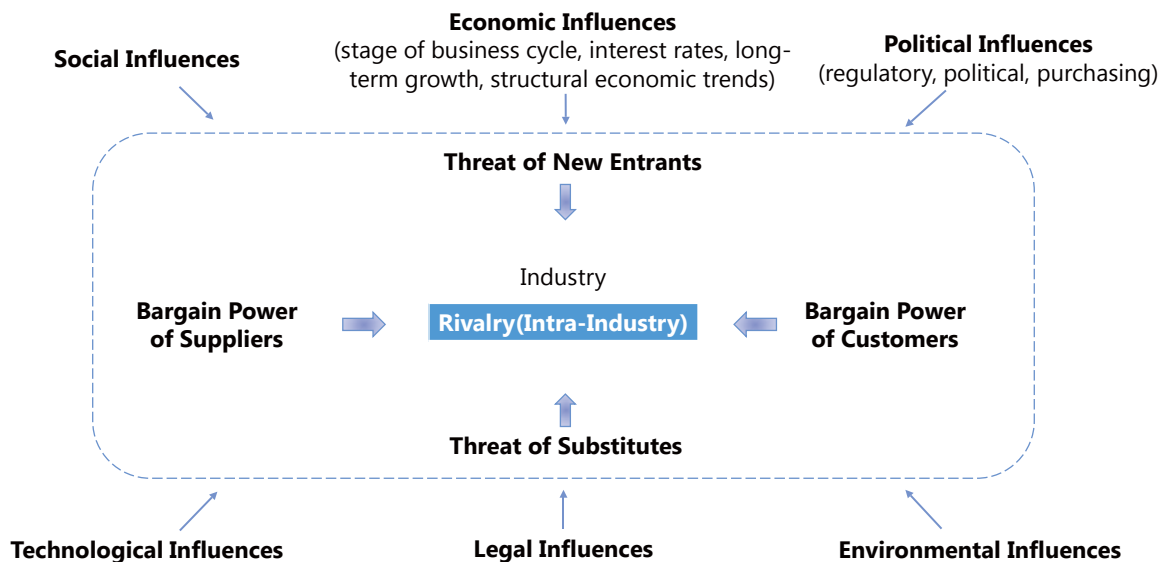 Social Influences
Economic Influences
(stage of business cycle, interest rates, long-
term growth, structural economic trends)
Political Influences
(regulatory, political, purchasing)
Threat of New Entrants
Industry
Bargain Power
of Suppliers
Rivalry(Intra-Industry)
Bargain Power
of Customers
Threat of Substitutes
Technological Influences
Legal Influences
Environmental Influences